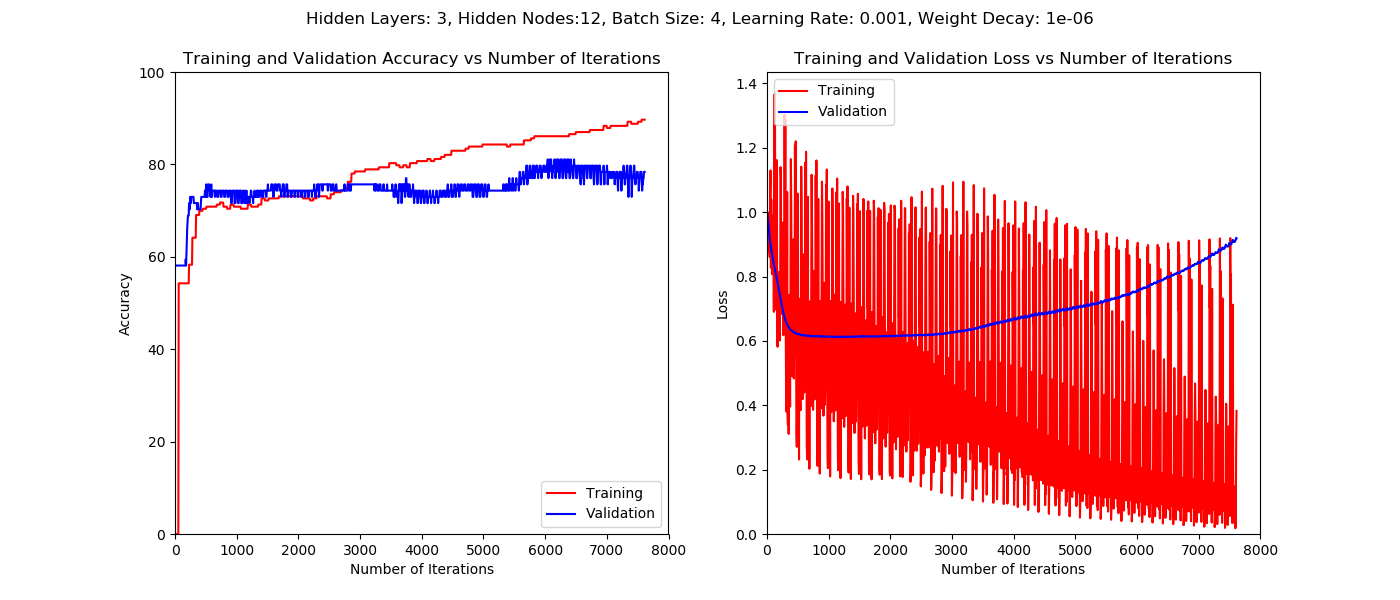 Hidden Layers: 3, Hidden Nodes:12, Batch Size: 4, Learning Rate: 0.001, Weight Decay: 1e-06
Training and Validation Accuracy vs Number of Iterations
100
80
60
40
20
0
Accuracy
0 1000 2000 3000 4000 5000 6000 7000 8000
Number of Iterations
Training
Validation
Training and Validation Loss vs Number of Iterations
1.4
1.2
1.0
0.8
0.6
0.4
0.2
0.0
Loss
0 1000 2000 3000 4000 5000 6000 7000 8000
Number of Iterations
Training
Validation